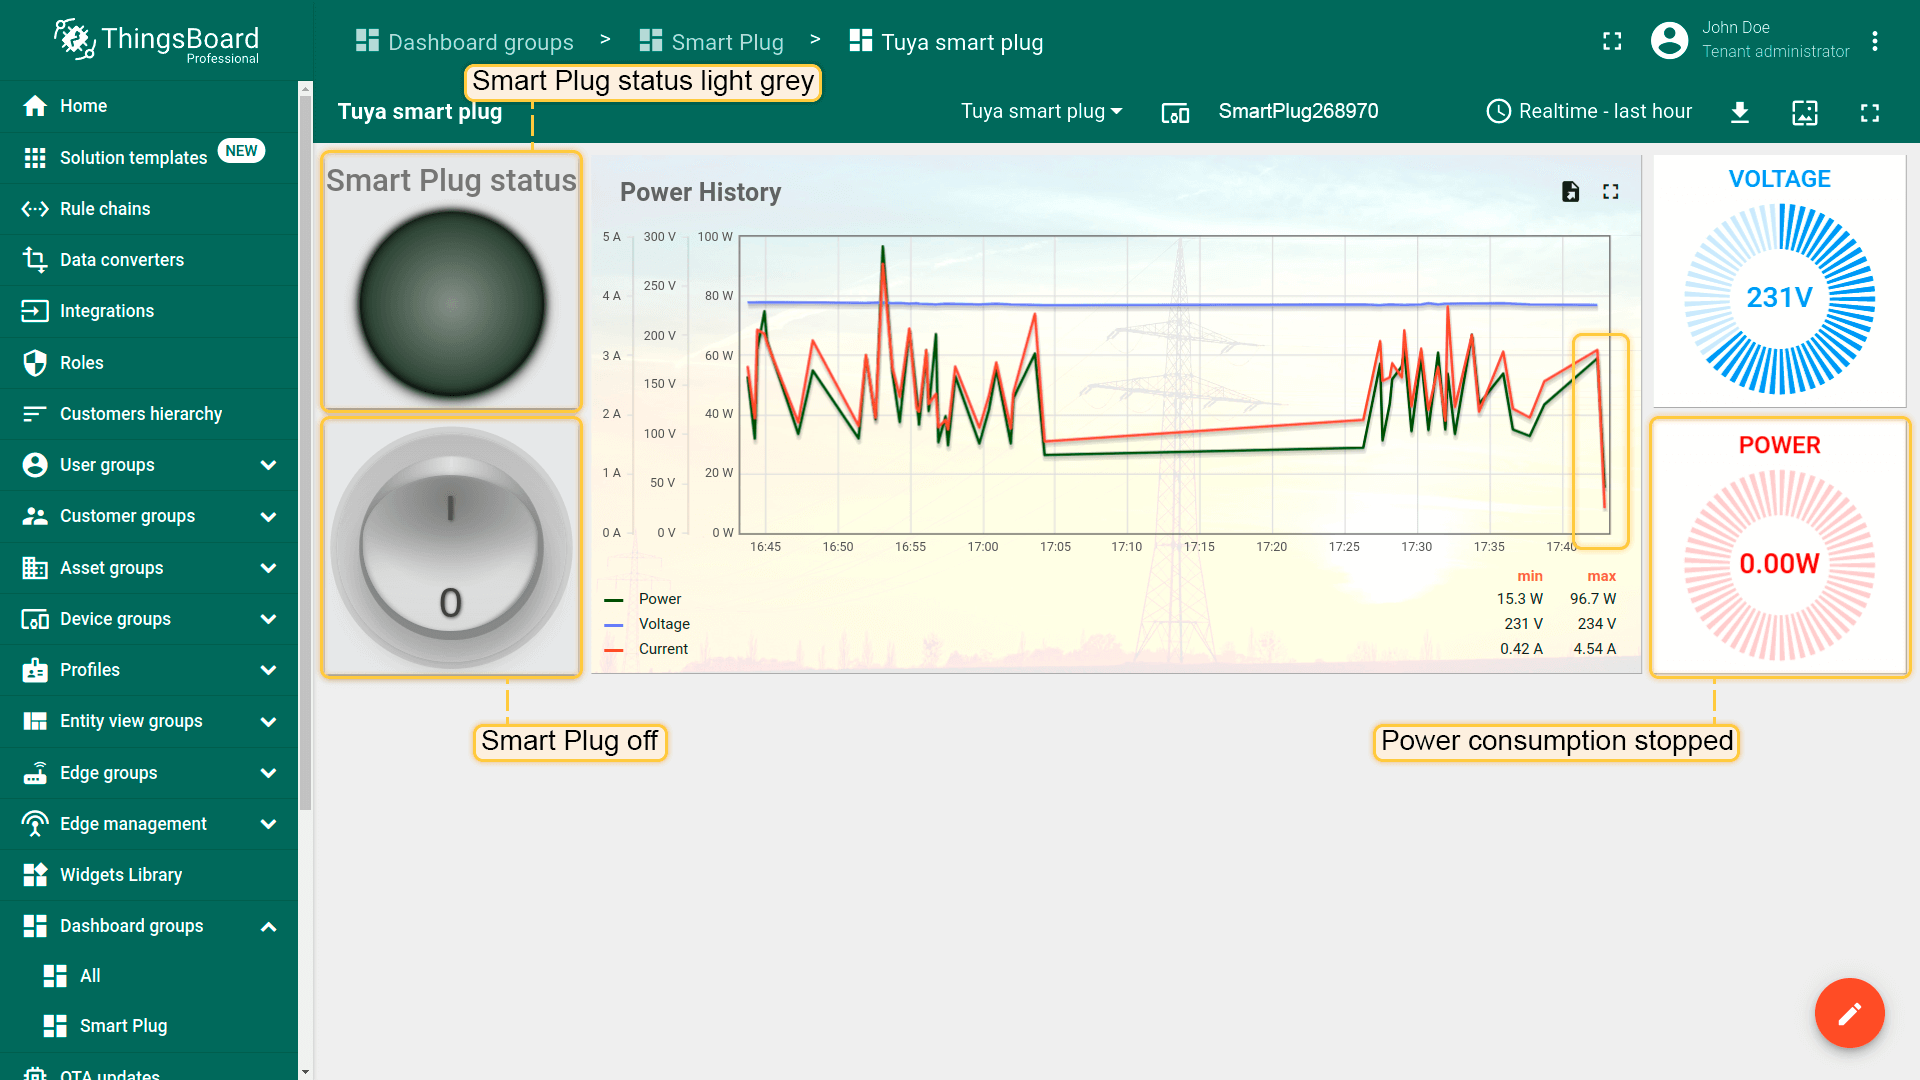 ThingsBoard
Professional
Dashboard groups > Smart Plug > Tuya smart plug
John Doe
Tenant administrator
Smart Plug status light grey
Tuya smart plug
Tuya smart plug
SmartPlug268970
Realtime - last hour
Home
Solution templates NEW
Rule chains
Data converters
Integrations
Roles
Customers hierarchy
User groups
Customer groups
Asset groups
Device groups
Profiles
Entity view groups
Edge groups
Edge management
Widgets Library
Dashboard groups
All
Smart Plug
OTA updates
Smart Plug status
I
0
Smart Plug off
Power History
5 A 300 V 100 W
250 V
4 A 80 W
200 V
3 A 60 W
150 V
2 A 40 W
100 V
1 A 20 W
50 V
0 A 0 V 0 W
16:45 16:50 16:55 17:00 17:05 17:10 17:15 17:20 17:25 17:30 17:35 17:40
min max
Power 15.3 W 96.7 W
Voltage 231 V 234 V
Current 0.42 A 4.54 A
VOLTAGE
231V
POWER
0.00W
Power consumption stopped